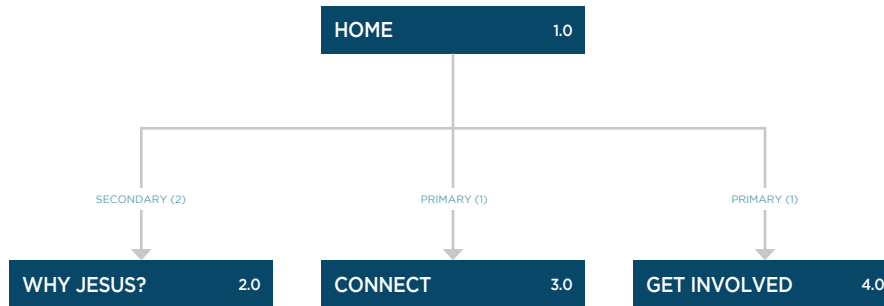 HOME 1.0
SECONDARY (2) PRIMARY (1) PRIMARY (1)
WHY JESUS? 2.0 CONNECT 3.0 GET INVOLVED 4.0